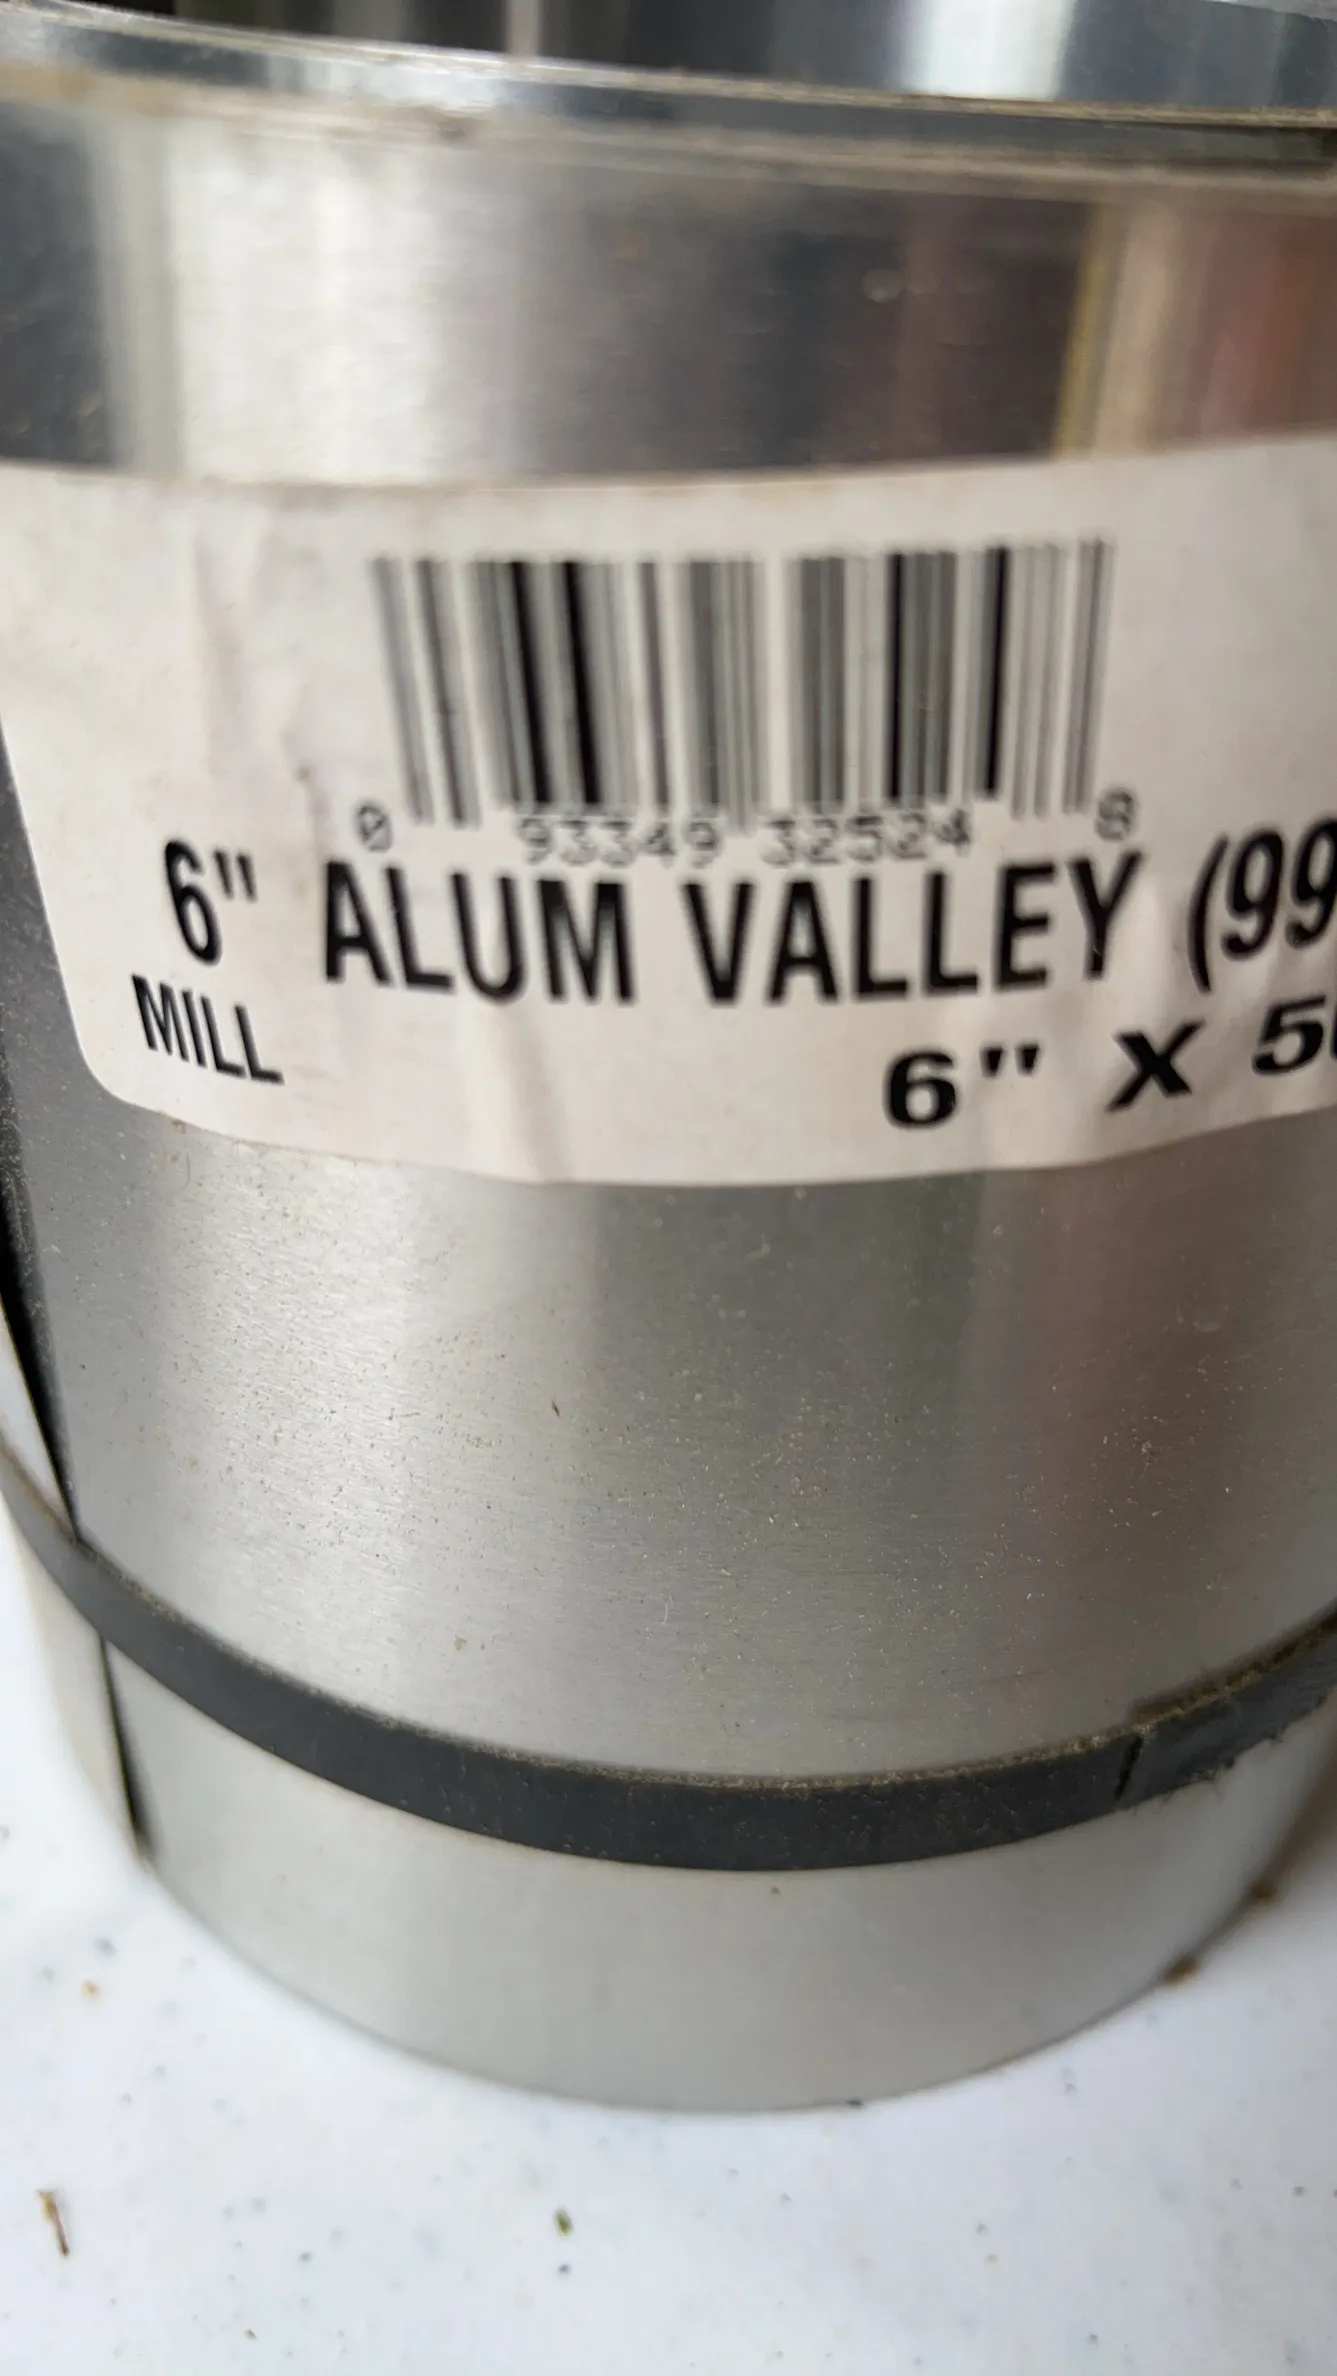 0 93349 32524 8
6" ALUM VALLEY (99
MILL
6" X 5